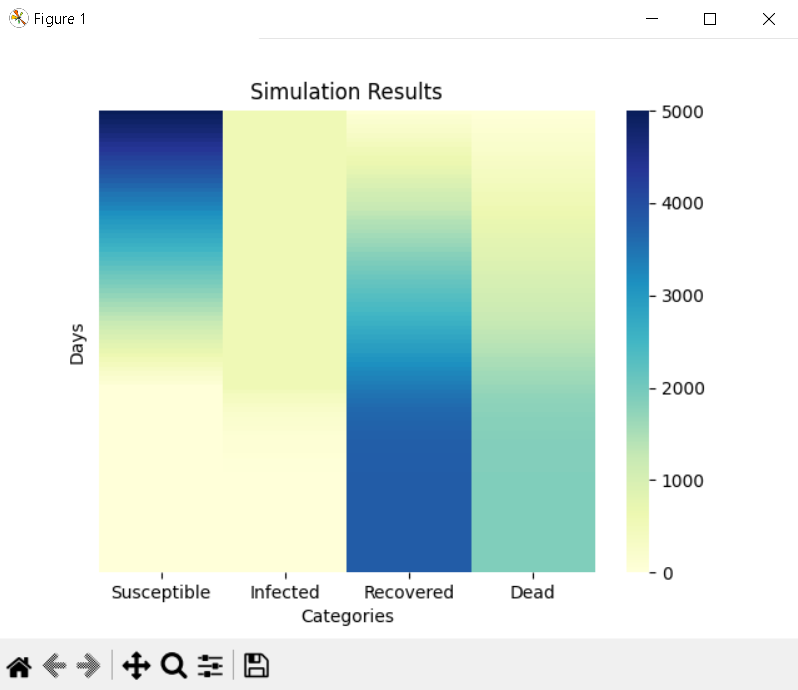 Figure 1
Simulation Results
5000
4000
3000
2000
1000
0
Days
Susceptible Infected Recovered Dead
Categories